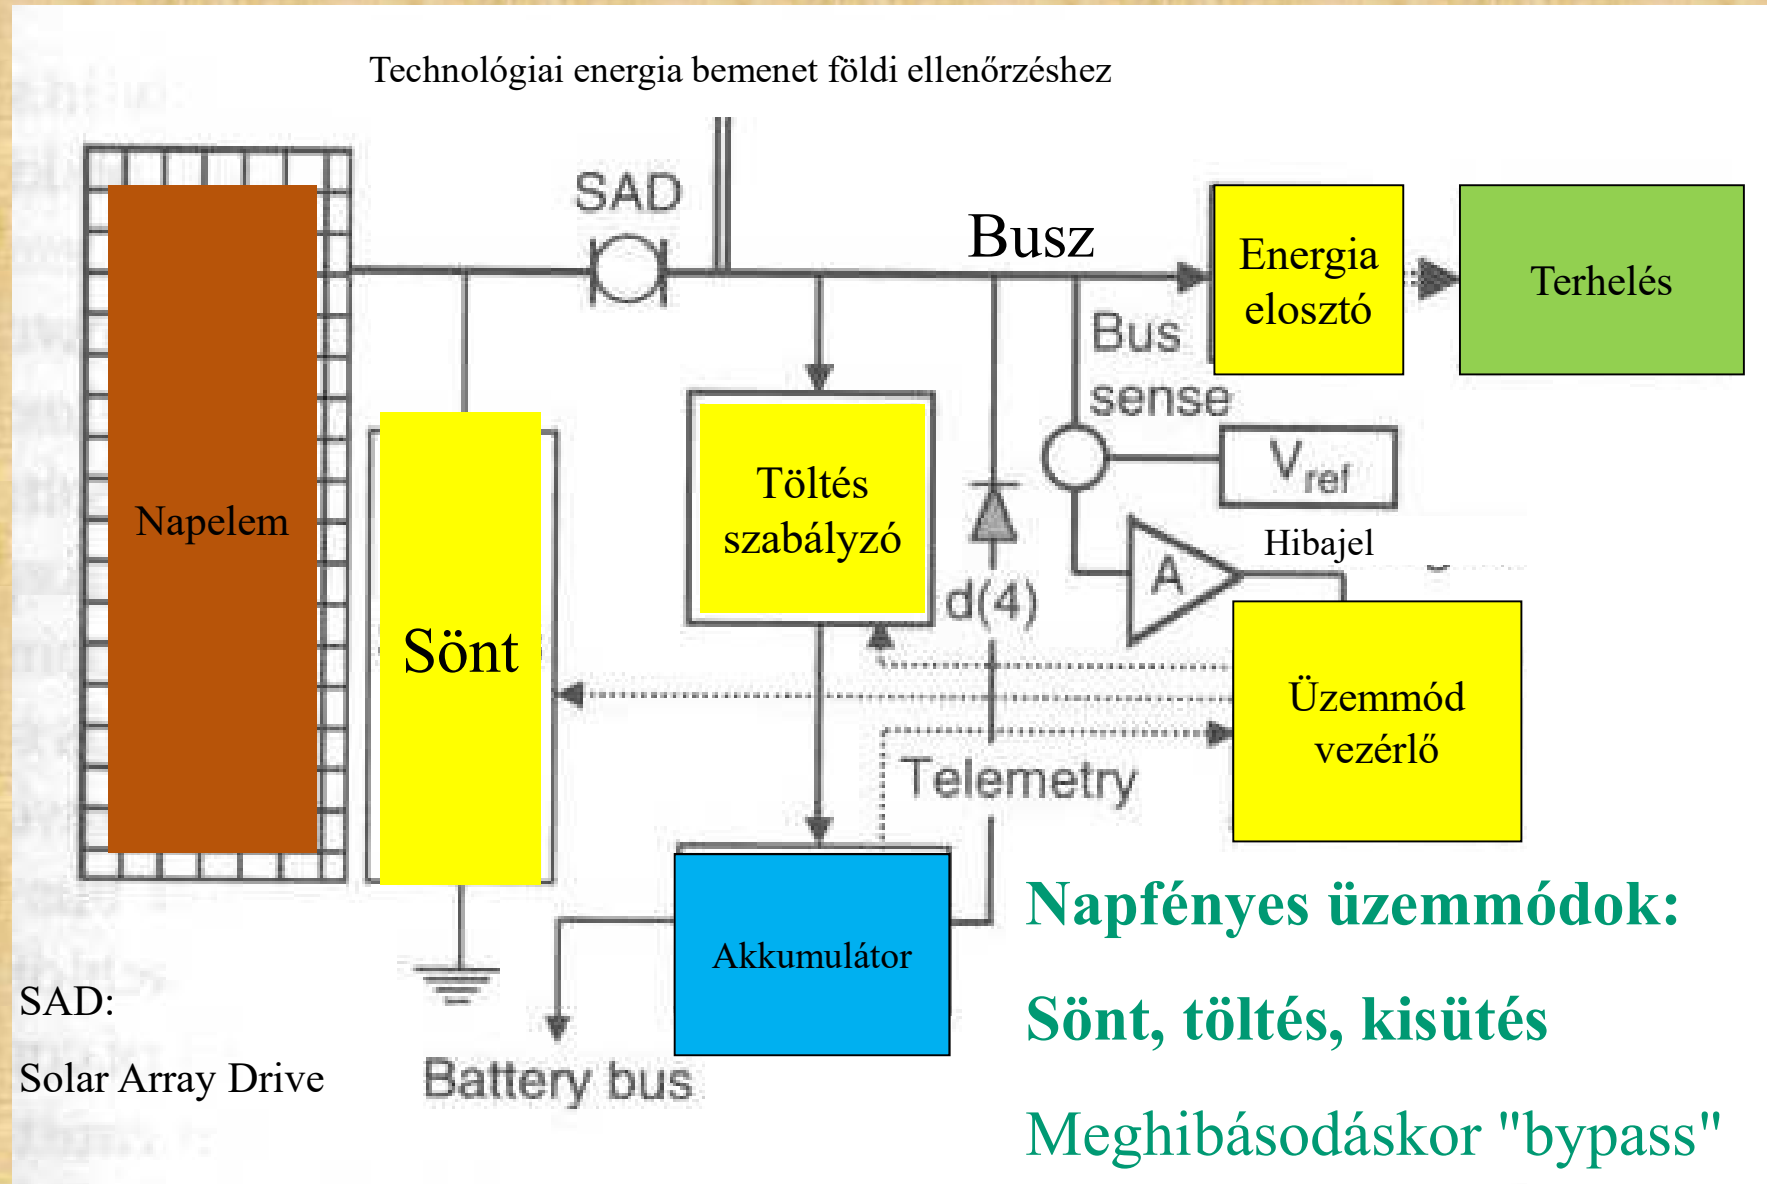 Technológiai energia bemenet földi ellenőrzéshez
SAD
Busz
Energia
elosztó
Terhelés
Bus
sense
V_ref
Napelem
Töltés
szabályzó
Hibajel
A
d(4)
Sönt
Üzemmód
vezérlő
Telemetry
Akkumulátor
Napfényes üzemmódok:
SAD:
Sönt, töltés, kisütés
Solar Array Drive
Battery bus
Meghibásodáskor "bypass"